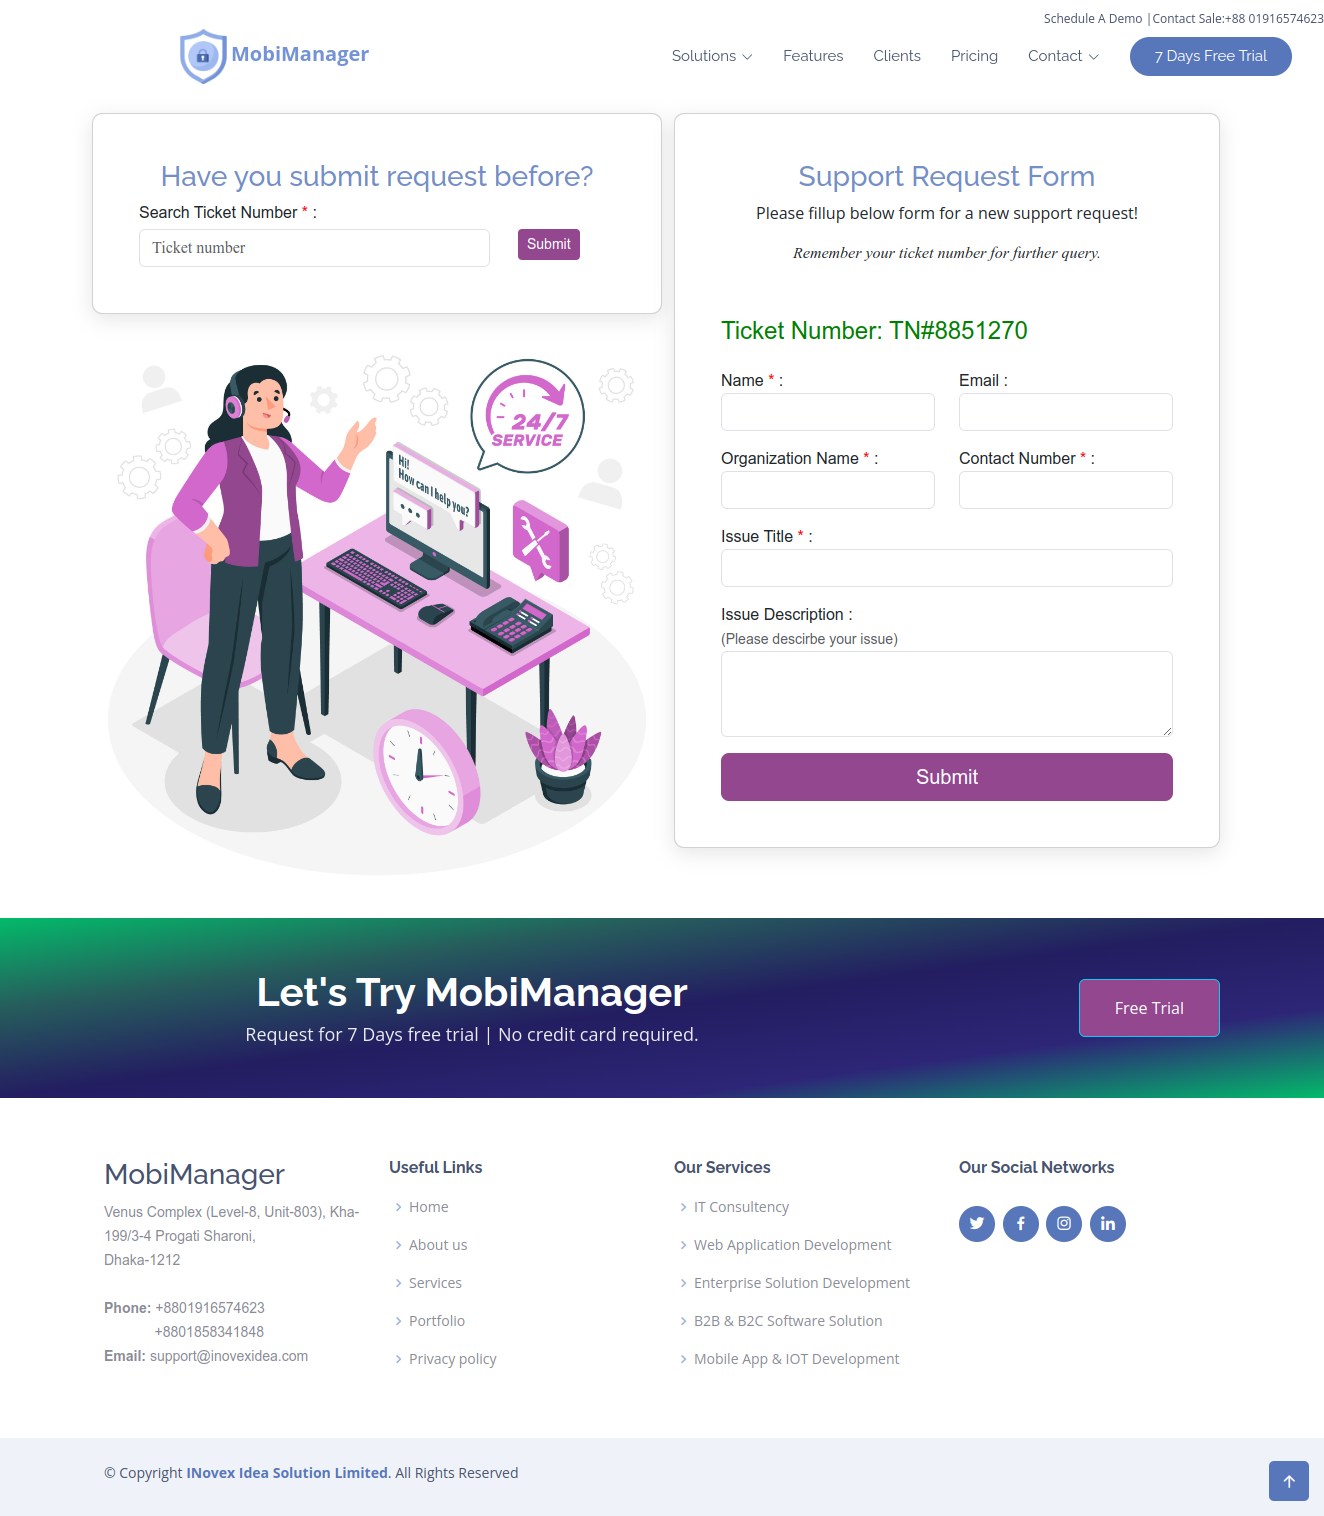 Schedule A Demo |Contact Sale:+88 01916574623
MobiManager
Solutions
Features
Clients
Pricing
Contact
7 Days Free Trial
Have you submit request before?
Search Ticket Number * :
Ticket number
Submit
24/7
SERVICE
Hi!
How can I help you?
Support Request Form
Please fillup below form for a new support request!
Remember your ticket number for further query.
Ticket Number: TN#8851270
Name * :
Email :
Organization Name * :
Contact Number * :
Issue Title * :
Issue Description :
(Please descirbe your issue)
Submit
Let's Try MobiManager
Request for 7 Days free trial | No credit card required.
Free Trial
MobiManager
Venus Complex (Level-8, Unit-803), Kha-
199/3-4 Progati Sharoni,
Dhaka-1212
Phone: +8801916574623
+8801858341848
Email: support@inovexidea.com
Useful Links
Home
About us
Services
Portfolio
Privacy policy
Our Services
IT Consultency
Web Application Development
Enterprise Solution Development
B2B & B2C Software Solution
Mobile App & IOT Development
Our Social Networks
© Copyright INovex Idea Solution Limited. All Rights Reserved